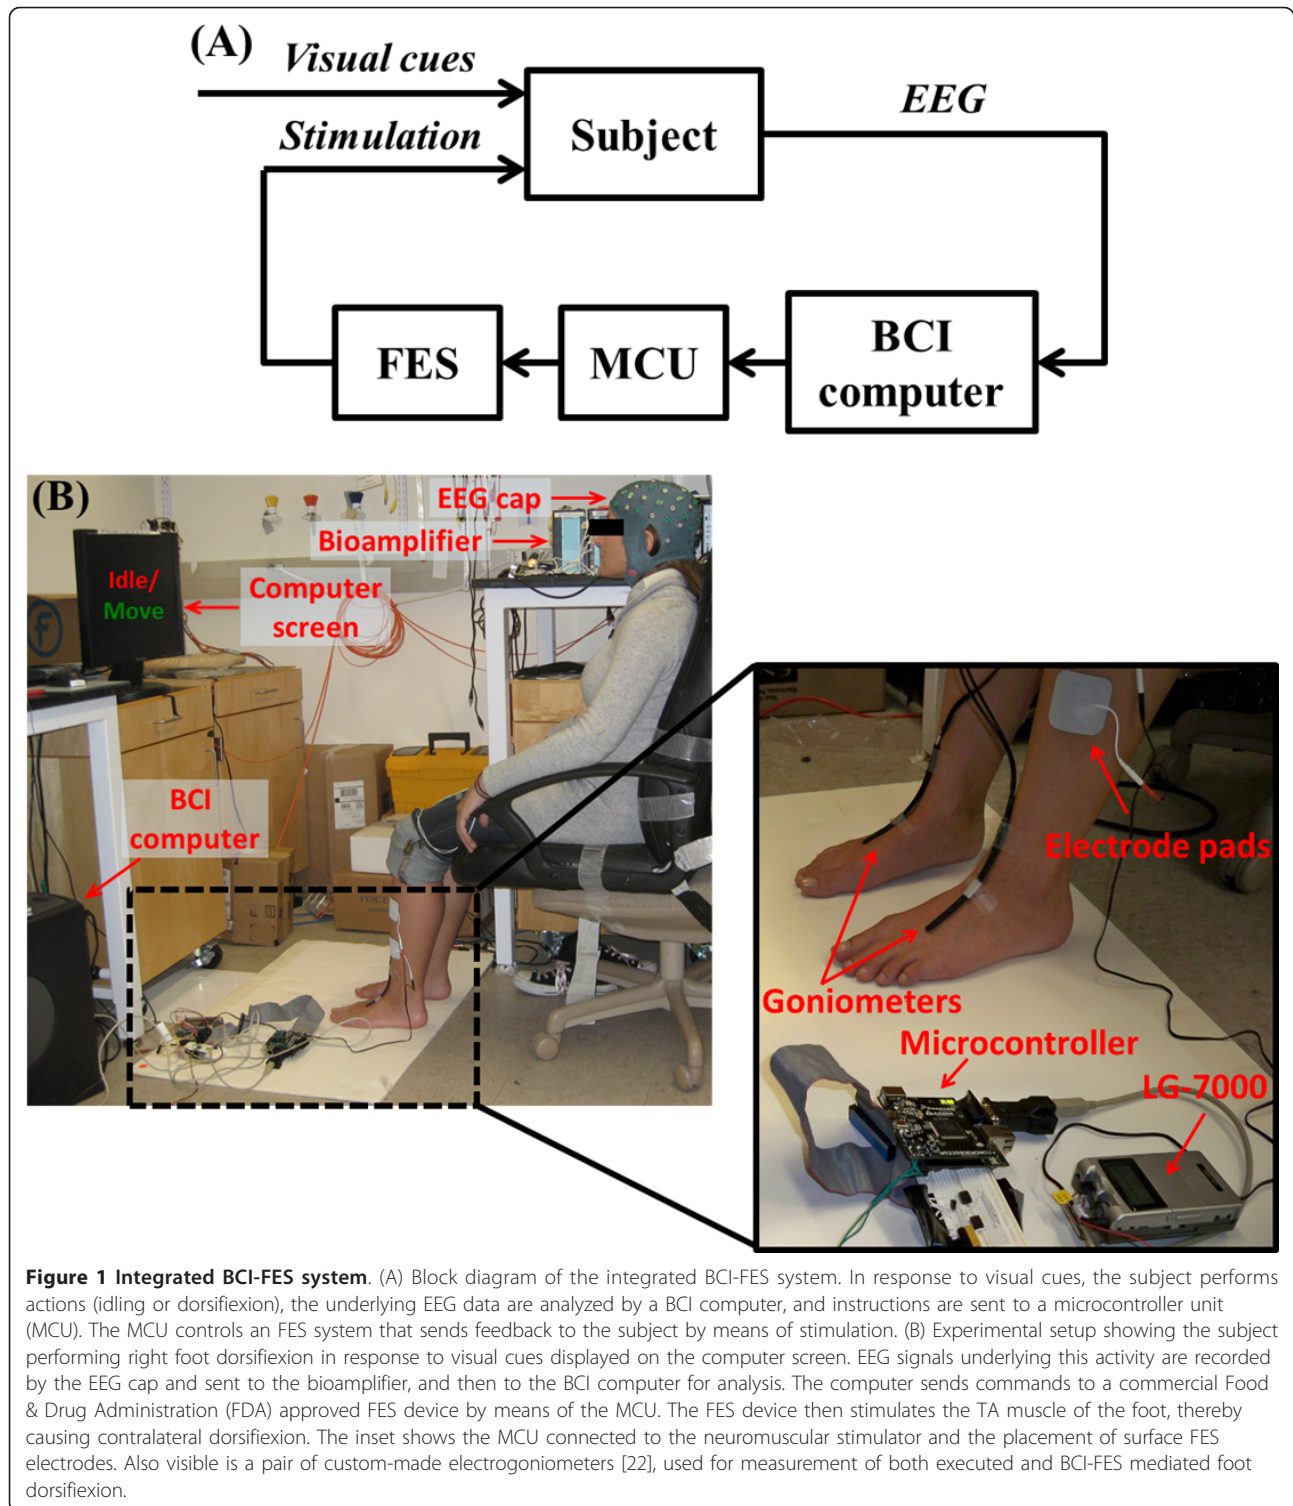 (A)
Visual cues
Stimulation
Subject
EEG
FES
MCU
BCI
computer
(B)
EEG cap
Bioamplifier
Idle/
Move
Computer
screen
BCI
computer
Electrode pads
Goniometers
Microcontroller
LG-7000
Figure 1 Integrated BCI-FES system. (A) Block diagram of the integrated BCI-FES system. In response to visual cues, the subject performs
actions (idling or dorsifiexion), the underlying EEG data are analyzed by a BCI computer, and instructions are sent to a microcontroller unit
(MCU). The MCU controls an FES system that sends feedback to the subject by means of stimulation. (B) Experimental setup showing the subject
performing right foot dorsifiexion in response to visual cues displayed on the computer screen. EEG signals underlying this activity are recorded
by the EEG cap and sent to the bioamplifier, and then to the BCI computer for analysis. The computer sends commands to a commercial Food
& Drug Administration (FDA) approved FES device by means of the MCU. The FES device then stimulates the TA muscle of the foot, thereby
causing contralateral dorsifiexion. The inset shows the MCU connected to the neuromuscular stimulator and the placement of surface FES
electrodes. Also visible is a pair of custom-made electrogoniometers [22], used for measurement of both executed and BCI-FES mediated foot
dorsifiexion.